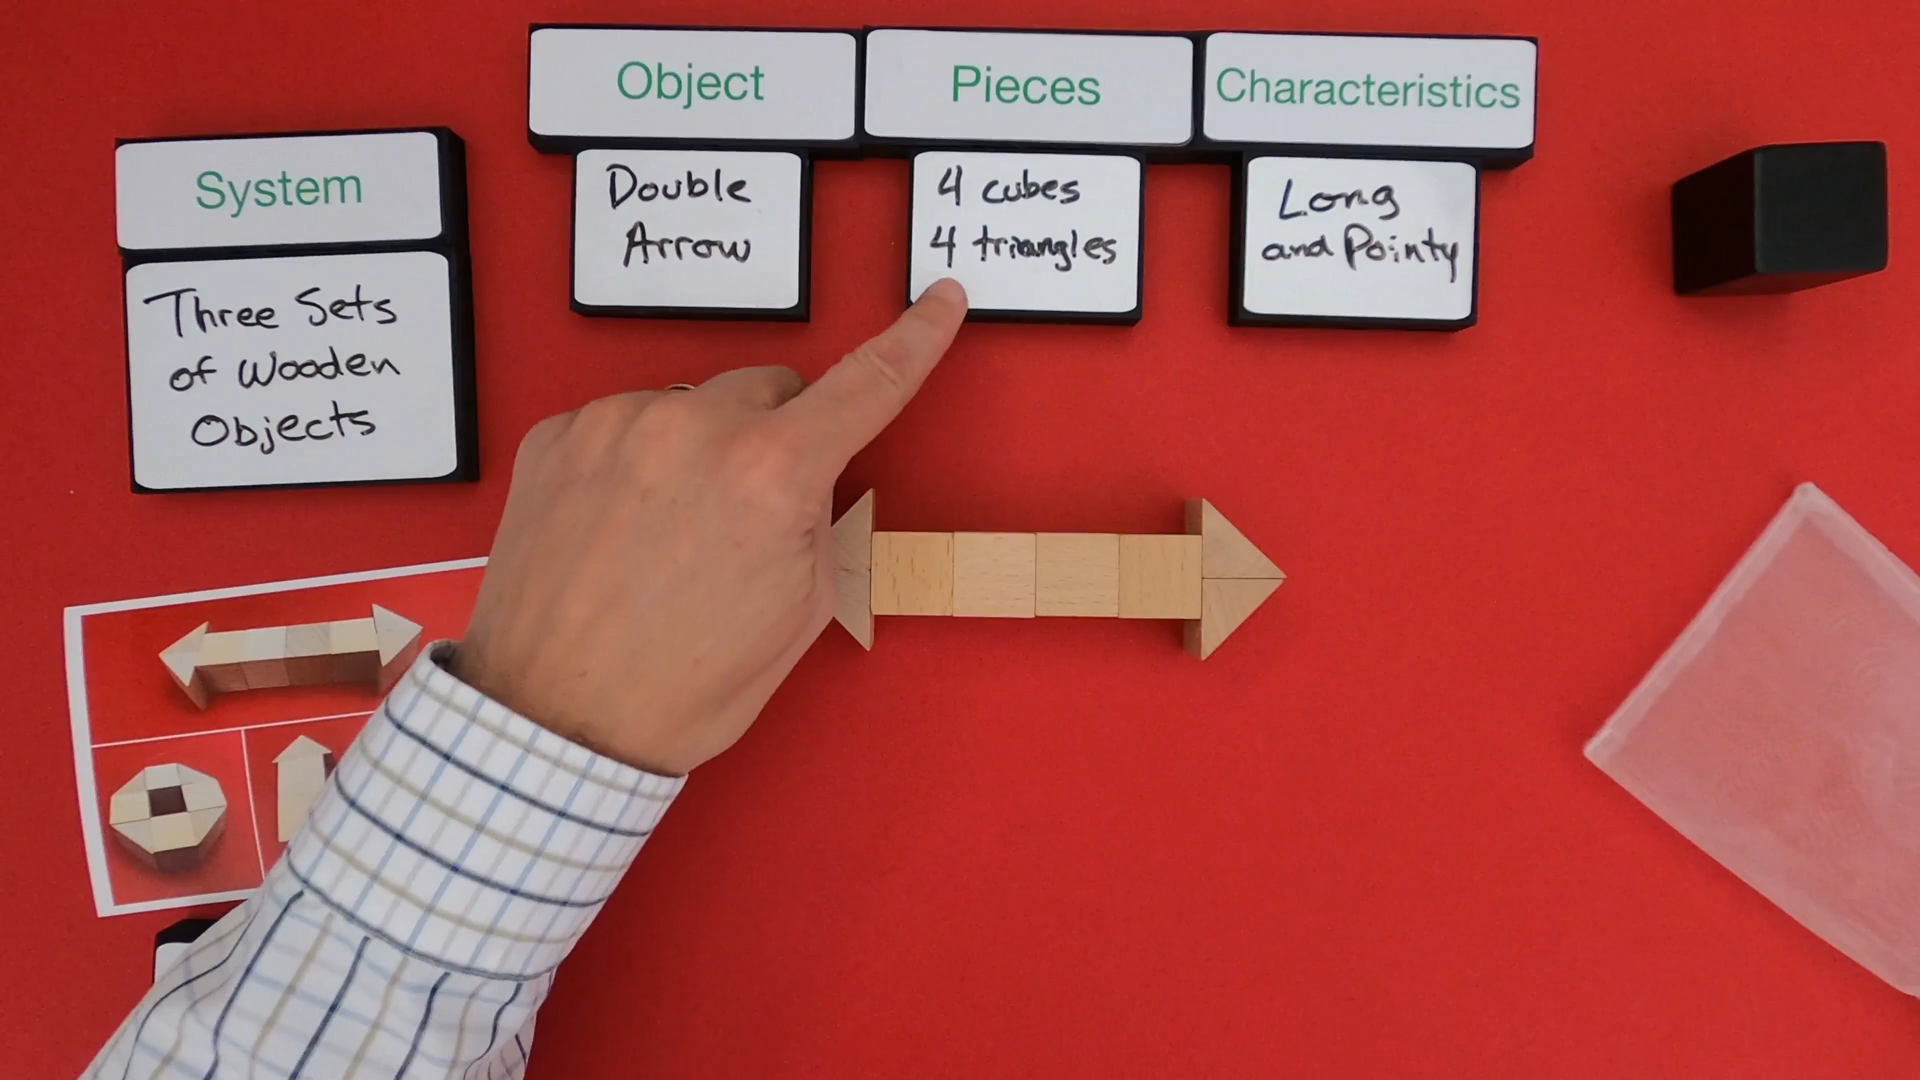 Object
Pieces
Characteristics
System
Double
Arrow
4 cubes
4 triangles
Long
and Pointy
Three Sets
of Wooden
Objects